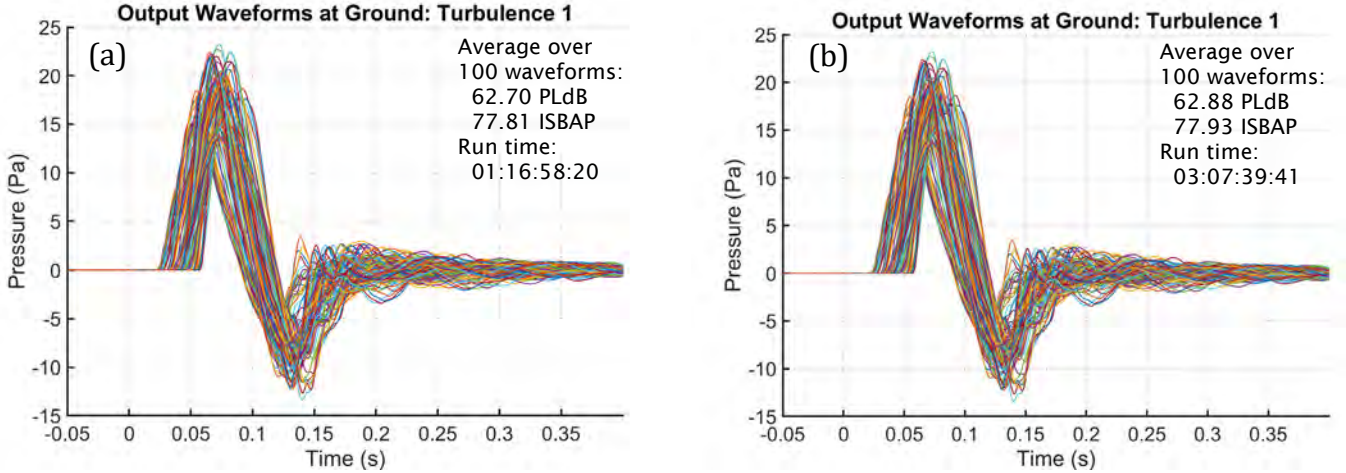 Output Waveforms at Ground: Turbulence 1
(a)
Average over
100 waveforms:
62.70 PLdB
77.81 ISBAP
Run time:
01:16:58:20
Pressure (Pa)
25
20
15
10
5
0
-5
-10
-15
-0.05
0
0.05
0.1
0.15
0.2
0.25
0.3
0.35
Time (s)
Output Waveforms at Ground: Turbulence 1
(b)
Average over
100 waveforms:
62.88 PLdB
77.93 ISBAP
Run time:
03:07:39:41
Pressure (Pa)
25
20
15
10
5
0
-5
-10
-15
-0.05
0
0.05
0.1
0.15
0.2
0.25
0.3
0.35
Time (s)